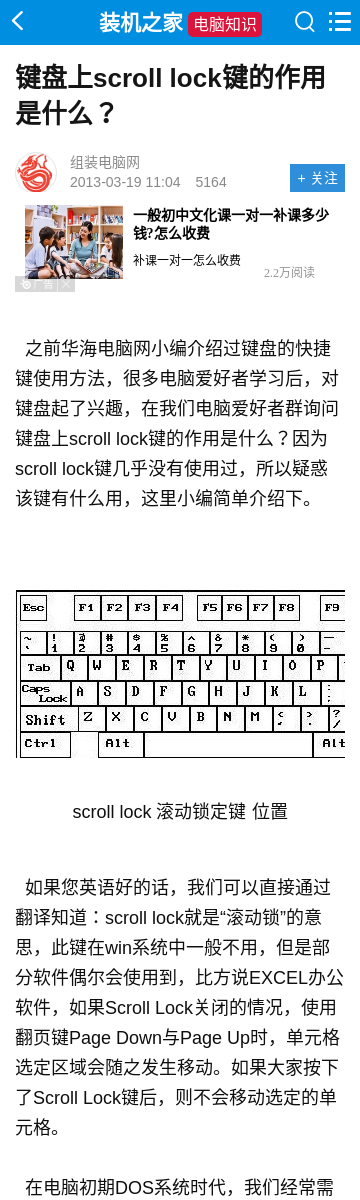 装机之家 电脑知识
键盘上scroll lock键的作用
是什么？
组装电脑网
2013-03-19 11:04 5164
+ 关注
一般初中文化课一对一补课多少
钱?怎么收费
补课一对一怎么收费
2.2万阅读
广告
之前华海电脑网小编介绍过键盘的快捷
键使用方法，很多电脑爱好者学习后，对
键盘起了兴趣，在我们电脑爱好者群询问
键盘上scroll lock键的作用是什么？因为
scroll lock键几乎没有使用过，所以疑惑
该键有什么用，这里小编简单介绍下。
Esc F1 F2 F3 F4 F5 F6 F7 F8 F9
~ ! @ # $ % ^ & * ( ) —
` 1 2 3 4 5 6 7 8 9 0 -
Tab Q W E R T Y U I O P
Caps Lock A S D F G H J K L : ;
Shift Z X C V B N M < , > . ? /
Ctrl Alt Alt
scroll lock 滚动锁定键 位置
如果您英语好的话，我们可以直接通过
翻译知道：scroll lock就是“滚动锁”的意
思，此键在win系统中一般不用，但是部
分软件偶尔会使用到，比方说EXCEL办公
软件，如果Scroll Lock关闭的情况，使用
翻页键Page Down与Page Up时，单元格
选定区域会随之发生移动。如果大家按下
了Scroll Lock键后，则不会移动选定的单
元格。
在电脑初期DOS系统时代，我们经常需